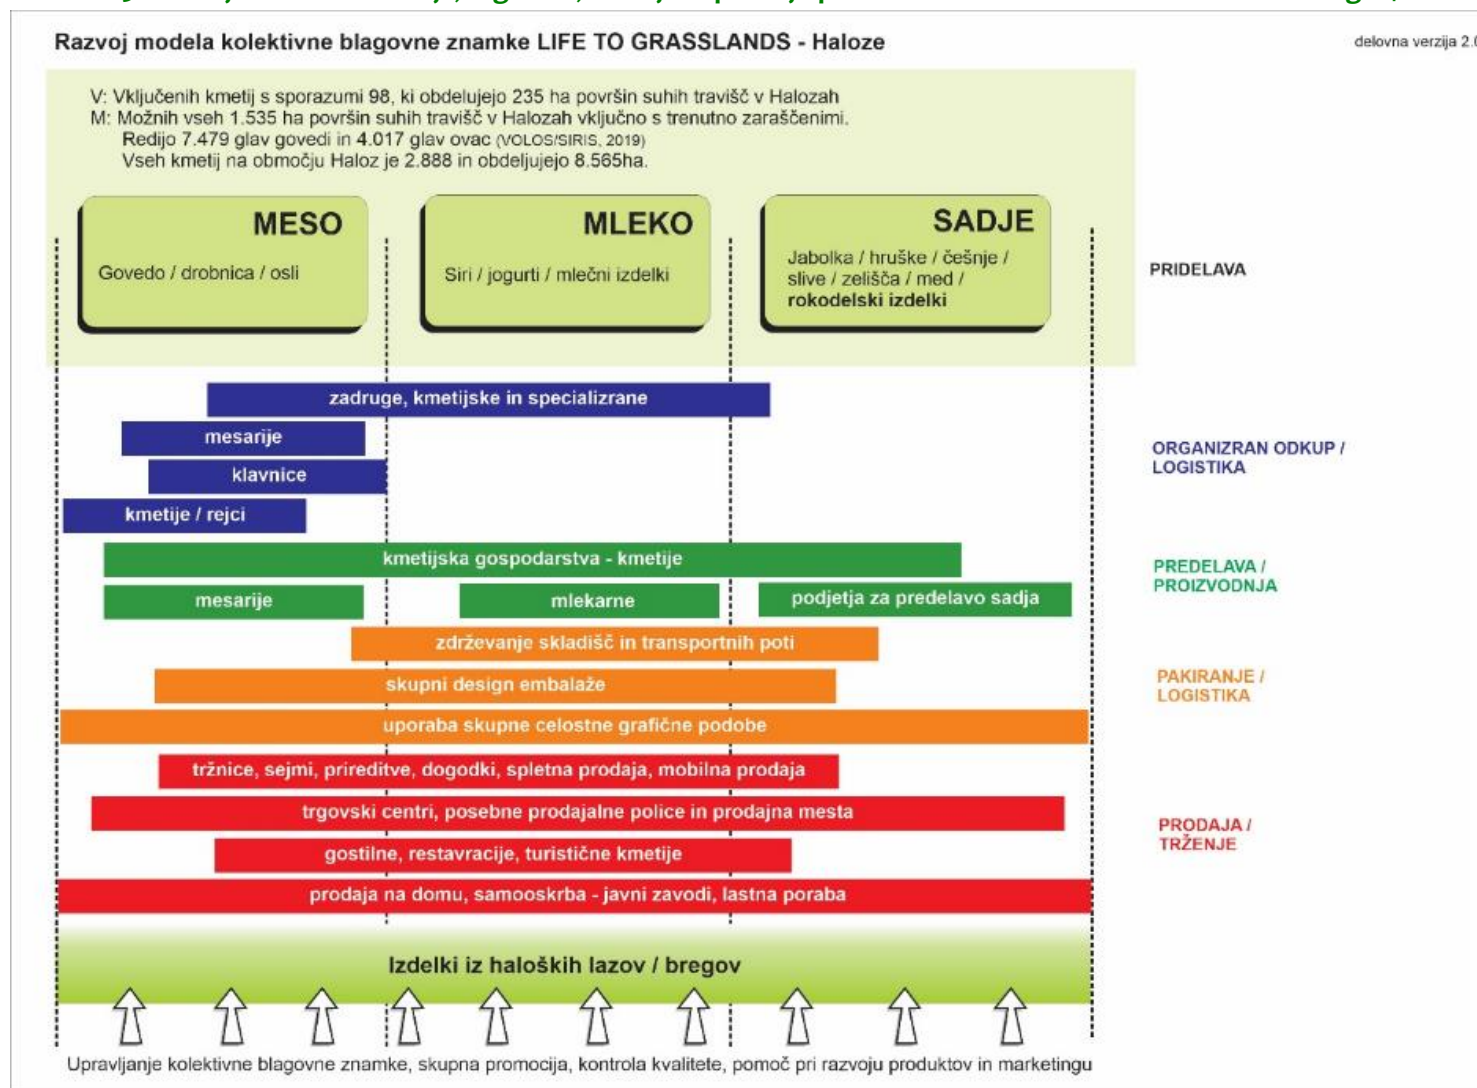 Razvoj modela kolektivne blagovne znamke LIFE TO GRASSLANDS - Haloze
delovna verzija 2.0
V: Vključenih kmetij s sporazumi 98, ki obdelujejo 235 ha površin suhih travišč v Halozah
M: Možnih vseh 1.535 ha površin suhih travišč v Halozah vključno s trenutno zaraščenimi.
Redijo 7.479 glav govedi in 4.017 glav ovac (VOLOS/SIRIS, 2019)
Vseh kmetij na območju Haloz je 2.888 in obdeljujejo 8.565ha.
MESO
Govedo / drobnica / osli
MLEKO
Siri / jogurti / mlečni izdelki
SADJE
Jabolka / hruške / češnje /
slive / zelišča / med /
rokodelski izdelki
PRIDELAVA
zadruge, kmetijske in specializrane
mesarije
klavnice
kmetije / rejci
ORGANIZRAN ODKUP /
LOGISTIKA
kmetijska gospodarstva - kmetije
mesarije
mlekarne
podjetja za predelavo sadja
PREDELAVA /
PROIZVODNJA
zdrževanje skladišč in transportnih poti
skupni design embalaže
uporaba skupne celostne grafične podobe
PAKIRANJE /
LOGISTIKA
tržnice, sejmi, prireditve, dogodki, spletna prodaja, mobilna prodaja
trgovski centri, posebne prodajalne police in prodajna mesta
gostilne, restavracije, turistične kmetije
prodaja na domu, samooskrba - javni zavodi, lastna poraba
PRODAJA /
TRŽENJE
Izdelki iz haloških lazov / bregov
Upravljanje kolektivne blagovne znamke, skupna promocija, kontrola kvalitete, pomoč pri razvoju produktov in marketingu